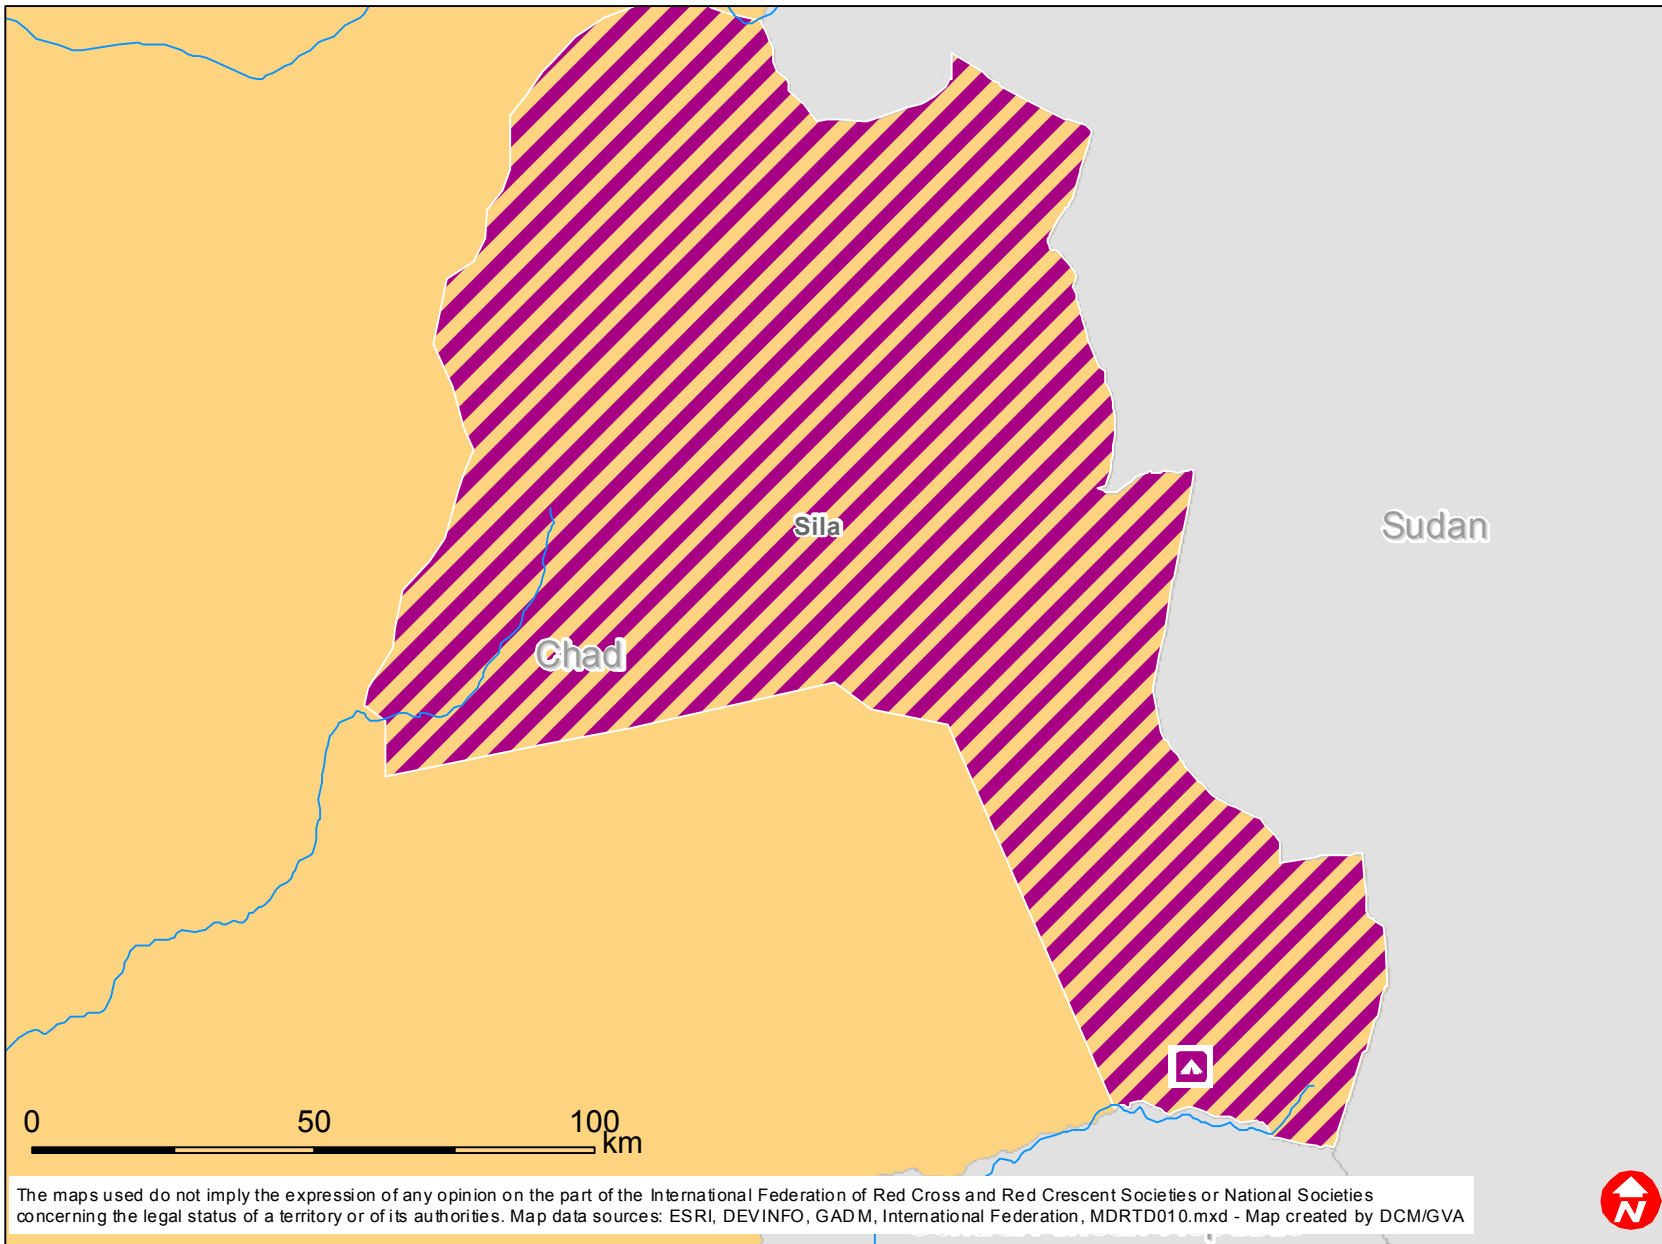 Sila
Sudan
Chad
0 50 100
km
The maps used do not imply the expression of any opinion on the part of the International Federation of Red Cross and Red Crescent Societies or National Societies
concerning the legal status of a territory or of its authorities. Map data sources: ESRI, DEVINFO, GADM, International Federation, MDRTD010.mxd - Map created by DCM/GVA
N